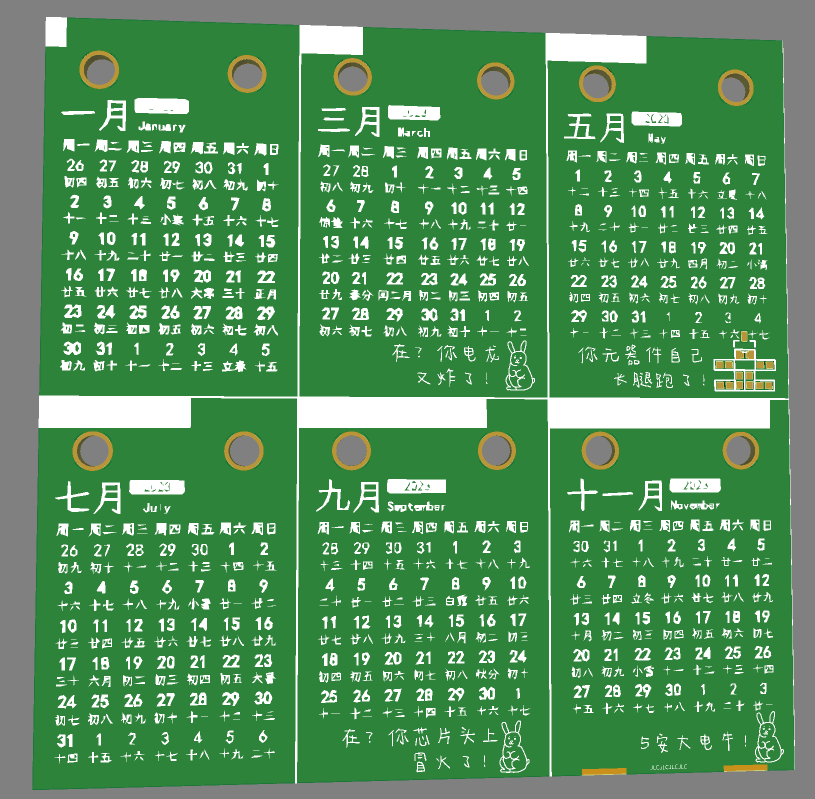 一月 2023
January
周一 周二 周三 周四 周五 周六 周日
26 27 28 29 30 31 1
初四 初五 初六 初七 初八 初九 初十
2 3 4 5 6 7 8
十一 十二 十三 小寒 十五 十六 十七
9 10 11 12 13 14 15
十八 十九 二十 廿一 廿二 廿三 廿四
16 17 18 19 20 21 22
廿五 廿六 廿七 廿八 大寒 三十 正月
23 24 25 26 27 28 29
初二 初三 初四 初五 初六 初七 初八
30 31 1 2 3 4 5
初九 初十 十一 十二 十三 立春 十五
三月 2023
March
周一 周二 周三 周四 周五 周六 周日
27 28 1 2 3 4 5
初八 初九 初十 十一 十二 十三 十四
6 7 8 9 10 11 12
惊蛰 十六 十七 十八 十九 二十 廿一
13 14 15 16 17 18 19
廿二 廿三 廿四 廿五 廿六 廿七 廿八
20 21 22 23 24 25 26
廿九 春分 闰二月 初二 初三 初四 初五
27 28 29 30 31 1 2
初六 初七 初八 初九 初十 十一 十二
在？你电龙
又炸了！
五月 2023
May
周一 周二 周三 周四 周五 周六 周日
1 2 3 4 5 6 7
十二 十三 十四 十五 十六 立夏 十八
8 9 10 11 12 13 14
十九 二十 廿一 廿二 廿三 廿四 廿五
15 16 17 18 19 20 21
廿六 廿七 廿八 廿九 四月 初二 小满
22 23 24 25 26 27 28
初四 初五 初六 初七 初八 初九 初十
29 30 31 1 2 3 4
十一 十二 十三 十四 十五 十六 十七
你元器件自己
长腿跑了！
七月 2023
July
周一 周二 周三 周四 周五 周六 周日
26 27 28 29 30 1 2
初九 初十 十一 十二 十三 十四 十五
3 4 5 6 7 8 9
十六 十七 十八 十九 小暑 廿一 廿二
10 11 12 13 14 15 16
廿三 廿四 廿五 廿六 廿七 廿八 廿九
17 18 19 20 21 22 23
三十 六月 初二 初三 初四 初五 大暑
24 25 26 27 28 29 30
初七 初八 初九 初十 十一 十二 十三
31 1 2 3 4 5 6
十四 十五 十六 十七 十八 十九 二十
九月 2023
September
周一 周二 周三 周四 周五 周六 周日
28 29 30 31 1 2 3
十三 十四 十五 十六 十七 十八 十九
4 5 6 7 8 9 10
二十 廿一 廿二 廿三 白露 廿五 廿六
11 12 13 14 15 16 17
廿七 廿八 廿九 三十 八月 初二 初三
18 19 20 21 22 23 24
初四 初五 初六 初七 初八 秋分 初十
25 26 27 28 29 30 1
十一 十二 十三 十四 十五 十六 十七
在？你芯片头上
冒火了！
十一月 2023
November
周一 周二 周三 周四 周五 周六 周日
30 31 1 2 3 4 5
十六 十七 十八 十九 二十 廿一 廿二
6 7 8 9 10 11 12
廿三 廿四 立冬 廿六 廿七 廿八 廿九
13 14 15 16 17 18 19
十月 初二 初三 初四 初五 初六 初七
20 21 22 23 24 25 26
初八 初九 小雪 十一 十二 十三 十四
27 28 29 30 1 2 3
十五 十六 十七 十八 十九 二十 廿一
5安大电牛！
JLCJLCJLCJLC